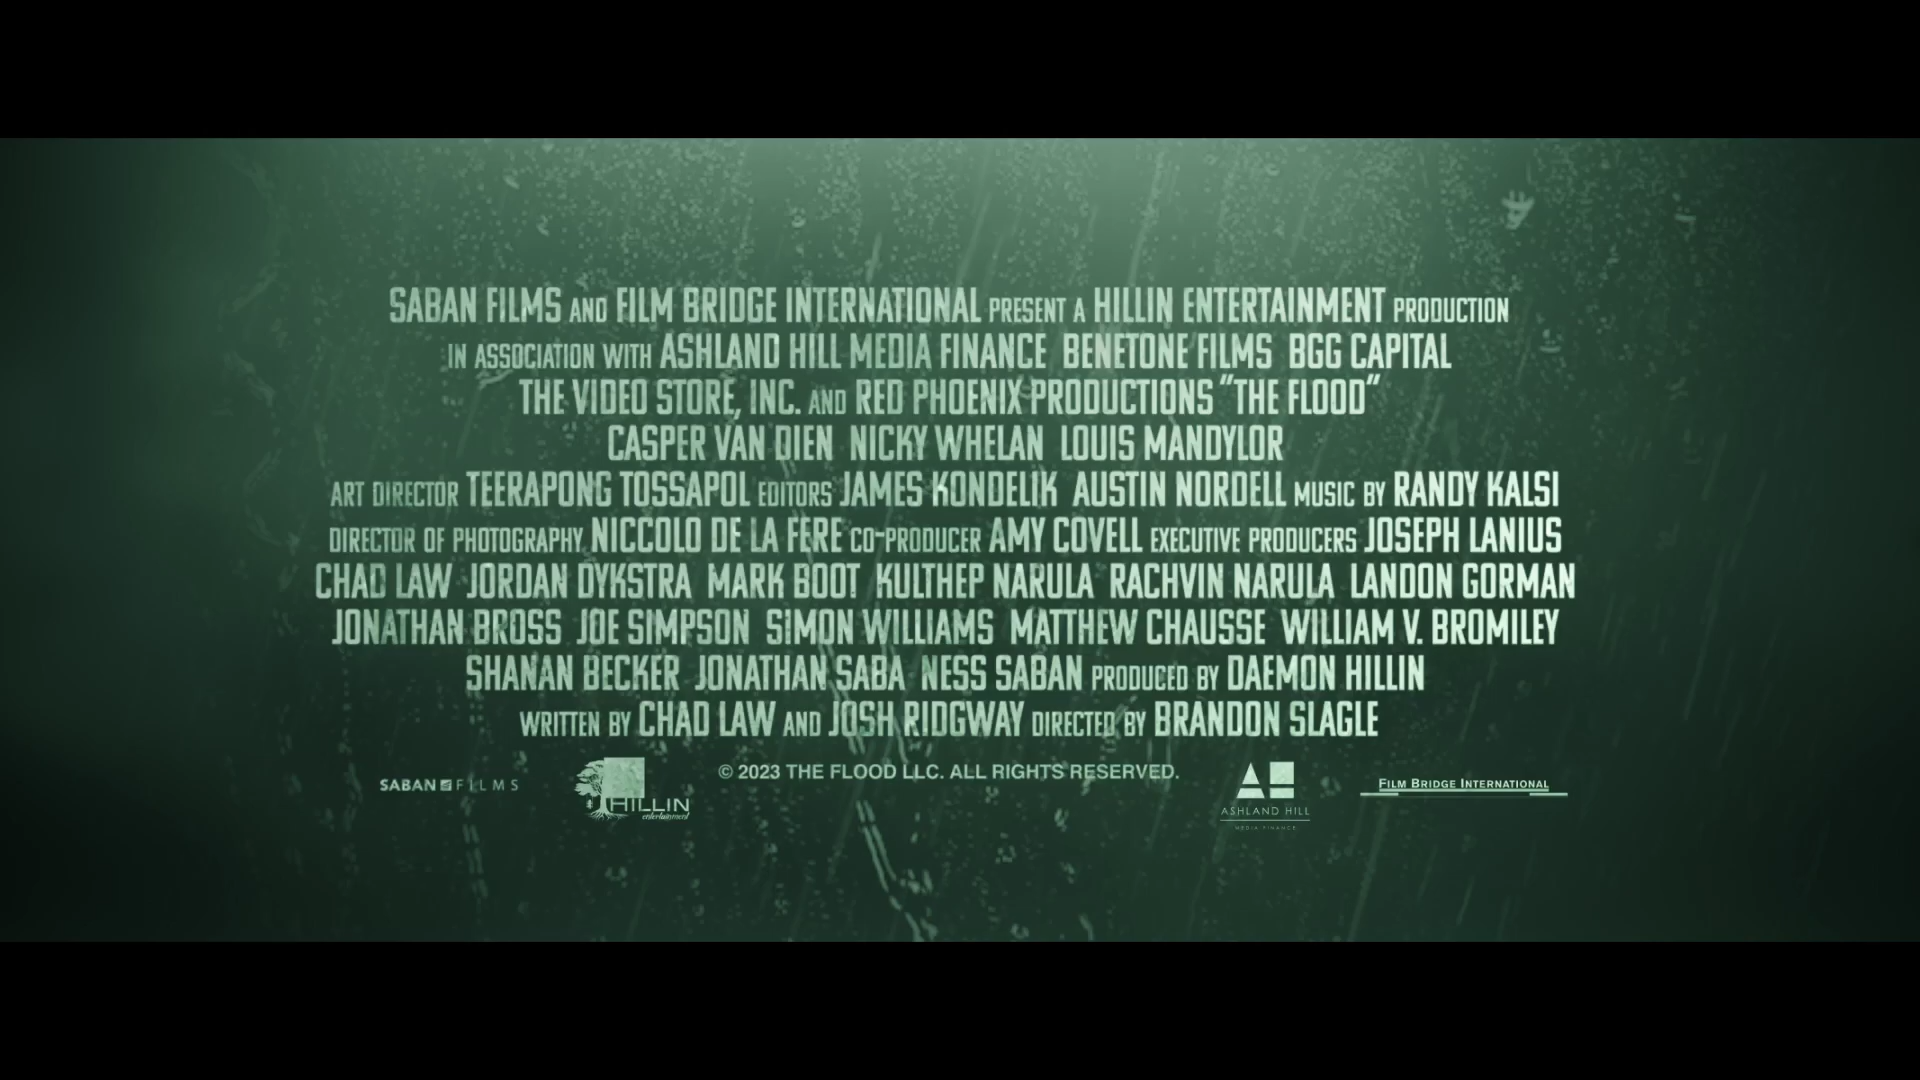 SABAN FILMS AND FILM BRIDGE INTERNATIONAL PRESENT A HILLIN ENTERTAINMENT PRODUCTION
IN ASSOCIATION WITH ASHLAND HILL MEDIA FINANCE BENETONE FILMS BGG CAPITAL
THE VIDEO STORE, INC. AND RED PHOENIX PRODUCTIONS "THE FLOOD"
CASPER VAN DIEN NICKY WHELAN LOUIS MANDYLOR
ART DIRECTOR TEERAPONG TOSSAPOL EDITORS JAMES KONDELIK AUSTIN NORDELL MUSIC BY RANDY KALSI
DIRECTOR OF PHOTOGRAPHY NICCOLO DE LA FERE CO-PRODUCER AMY COVELL EXECUTIVE PRODUCERS JOSEPH LANIUS
CHAD LAW JORDAN DYKSTRA MARK BOOT KULTHEP NARULA RACHVIN NARULA LANDON GORMAN
JONATHAN BROSS JOE SIMPSON SIMON WILLIAMS MATTHEW CHAUSSE WILLIAM V. BROMILEY
SHANAN BECKER JONATHAN SABA NESS SABAN PRODUCED BY DAEMON HILLIN
WRITTEN BY CHAD LAW AND JOSH RIDGWAY DIRECTED BY BRANDON SLAGLE
© 2023 THE FLOOD LLC. ALL RIGHTS RESERVED.
SABAN FILMS
HILLIN
entertainment
ASHLAND HILL
MEDIA FINANCE
FILM BRIDGE INTERNATIONAL